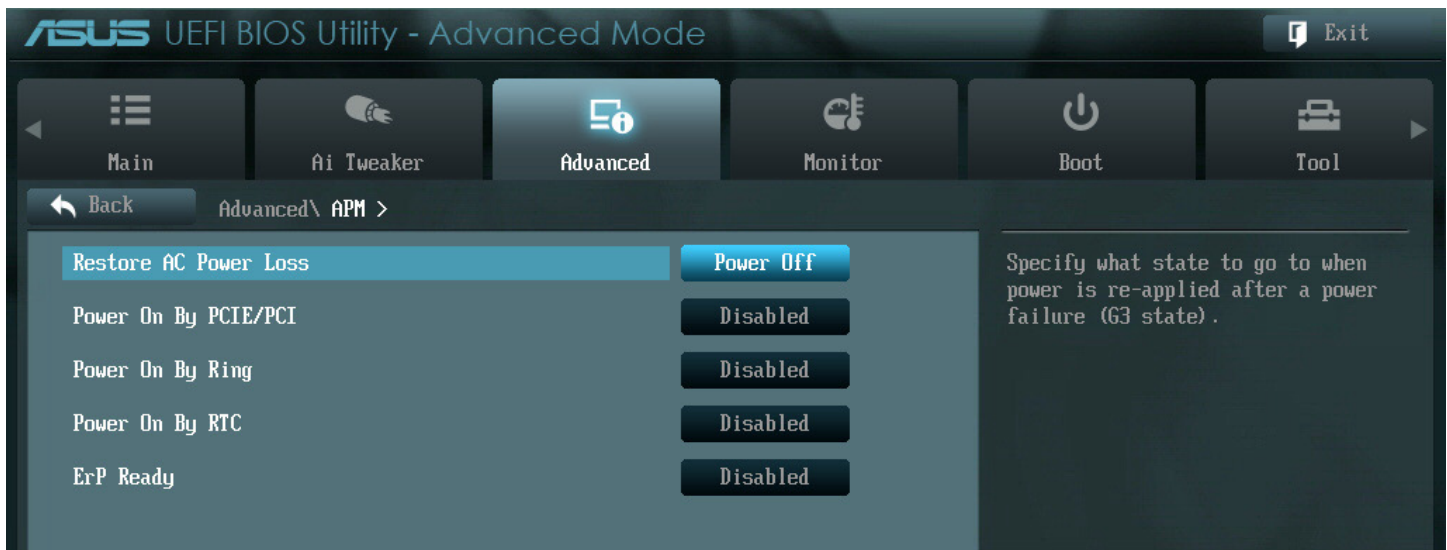 ASUS UEFI BIOS Utility - Advanced Mode Exit
Main Ai Tweaker Advanced Monitor Boot Tool
Back Advanced\ APM >
Restore AC Power Loss Power Off
Power On By PCIE/PCI Disabled
Power On By Ring Disabled
Power On By RTC Disabled
ErP Ready Disabled
Specify what state to go to when
power is re-applied after a power
failure (G3 state).